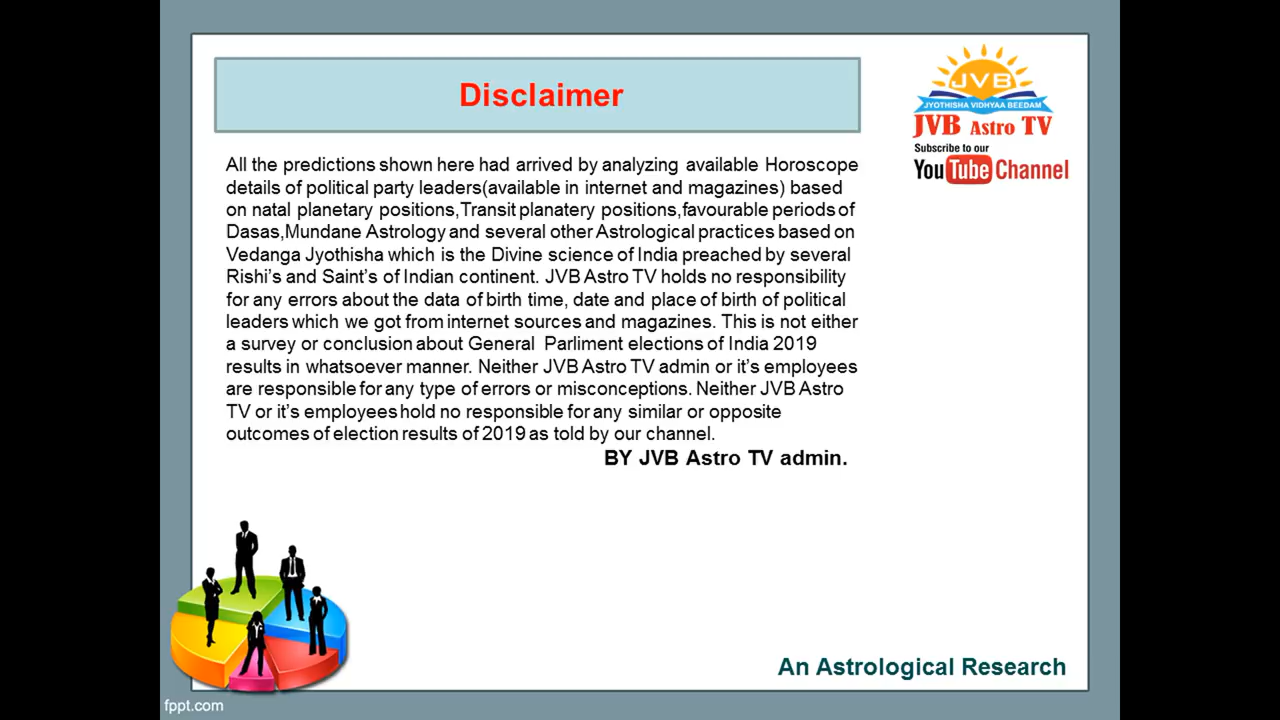 Disclaimer
JVB
JYOTHISHA VIDHYAA BEEDAM
JVB Astro TV
Subscribe to our
YouTube Channel
All the predictions shown here had arrived by analyzing available Horoscope
details of political party leaders(available in internet and magazines) based
on natal planetary positions,Transit planatery positions,favourable periods of
Dasas,Mundane Astrology and several other Astrological practices based on
Vedanga Jyothisha which is the Divine science of India preached by several
Rishi's and Saint's of Indian continent. JVB Astro TV holds no responsibility
for any errors about the data of birth time, date and place of birth of political
leaders which we got from internet sources and magazines. This is not either
a survey or conclusion about General Parliment elections of India 2019
results in whatsoever manner. Neither JVB Astro TV admin or it's employees
are responsible for any type of errors or misconceptions. Neither JVB Astro
TV or it's employees hold no responsible for any similar or opposite
outcomes of election results of 2019 as told by our channel.
BY JVB Astro TV admin.
An Astrological Research
fppt.com